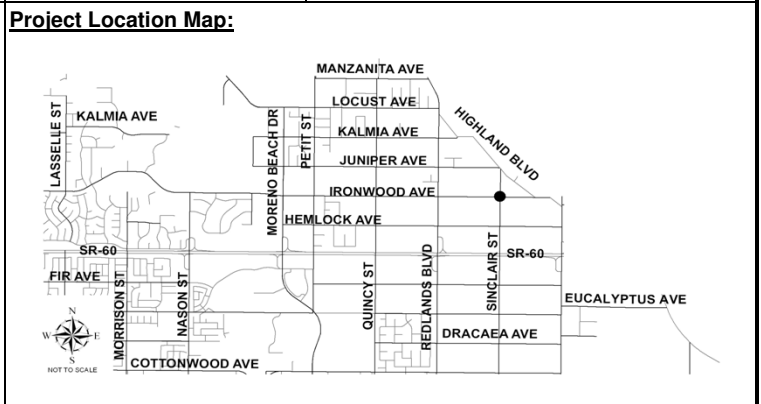 Project Location Map:
MANZANITA AVE
LOCUST AVE
HIGHLAND BLVD
LASSELLE ST
KALMIA AVE
MORENO BEACH DR
PETIT ST
KALMIA AVE
JUNIPER AVE
IRONWOOD AVE
HEMLOCK AVE
SR-60
SR-60
FIR AVE
MORRISON ST
NASON ST
QUINCY ST
REDLANDS BLVD
SINCLAIR ST
EUCALYPTUS AVE
DRACAEA AVE
COTTONWOOD AVE
N
W
E
S
NOT TO SCALE